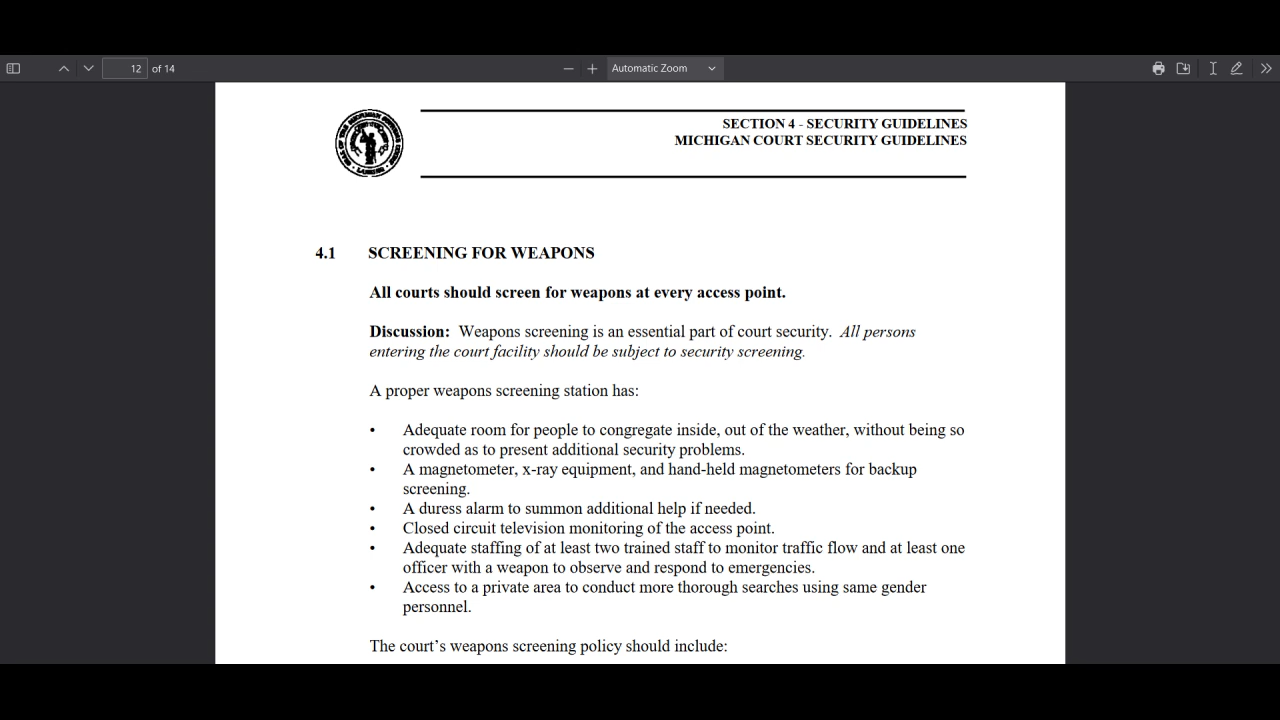 12 of 14
Automatic Zoom
SECTION 4 - SECURITY GUIDELINES
MICHIGAN COURT SECURITY GUIDELINES
4.1 SCREENING FOR WEAPONS
All courts should screen for weapons at every access point.
Discussion: Weapons screening is an essential part of court security. All persons
entering the court facility should be subject to security screening.
A proper weapons screening station has:
• Adequate room for people to congregate inside, out of the weather, without being so
crowded as to present additional security problems.
• A magnetometer, x-ray equipment, and hand-held magnetometers for backup
screening.
• A duress alarm to summon additional help if needed.
• Closed circuit television monitoring of the access point.
• Adequate staffing of at least two trained staff to monitor traffic flow and at least one
officer with a weapon to observe and respond to emergencies.
• Access to a private area to conduct more thorough searches using same gender
personnel.
The court’s weapons screening policy should include: